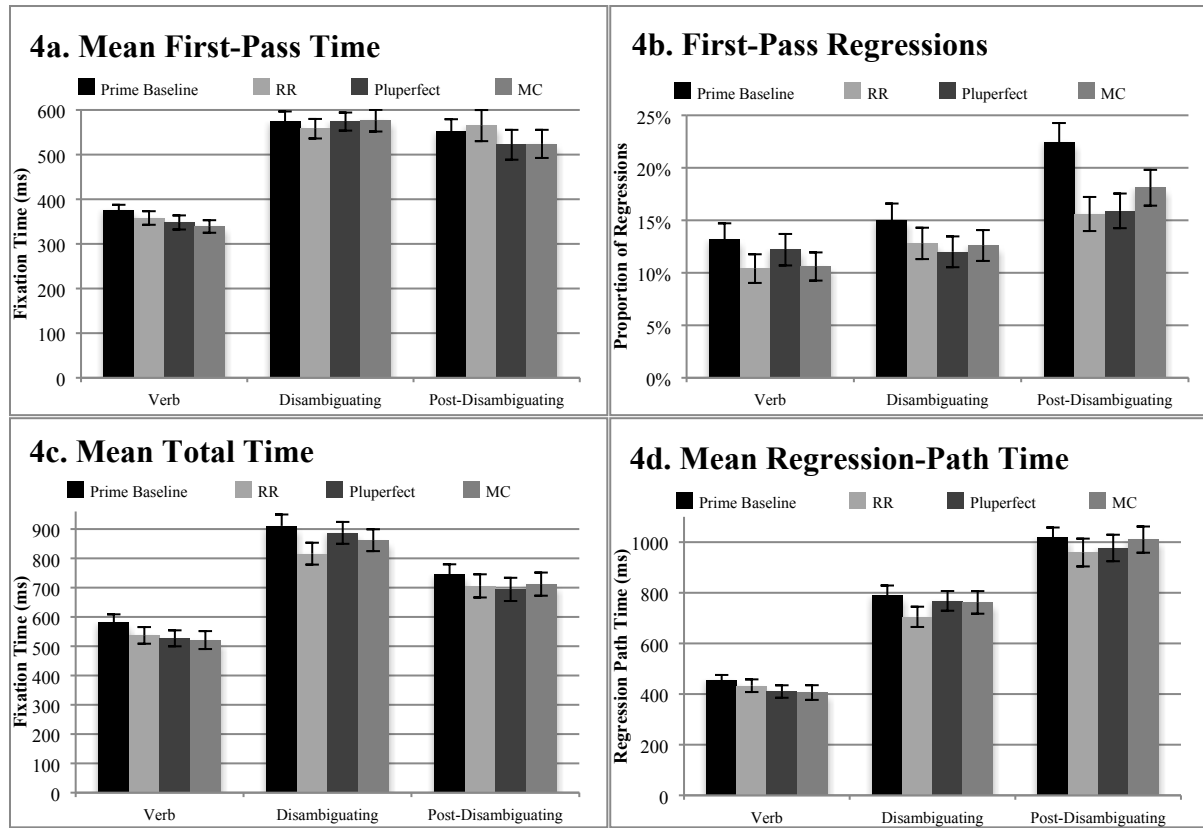 4a. Mean First-Pass Time
Prime Baseline RR Pluperfect MC
Fixation Time (ms)
600
500
400
300
200
100
0
Verb Disambiguating Post-Disambiguating
4b. First-Pass Regressions
Prime Baseline RR Pluperfect MC
Proportion of Regressions
25%
20%
15%
10%
5%
0%
Verb Disambiguating Post-Disambiguating
4c. Mean Total Time
Prime Baseline RR Pluperfect MC
Fixation Time (ms)
900
800
700
600
500
400
300
200
100
0
Verb Disambiguating Post-Disambiguating
4d. Mean Regression-Path Time
Prime Baseline RR Pluperfect MC
Regression Path Time (ms)
1000
800
600
400
200
0
Verb Disambiguating Post-Disambiguating